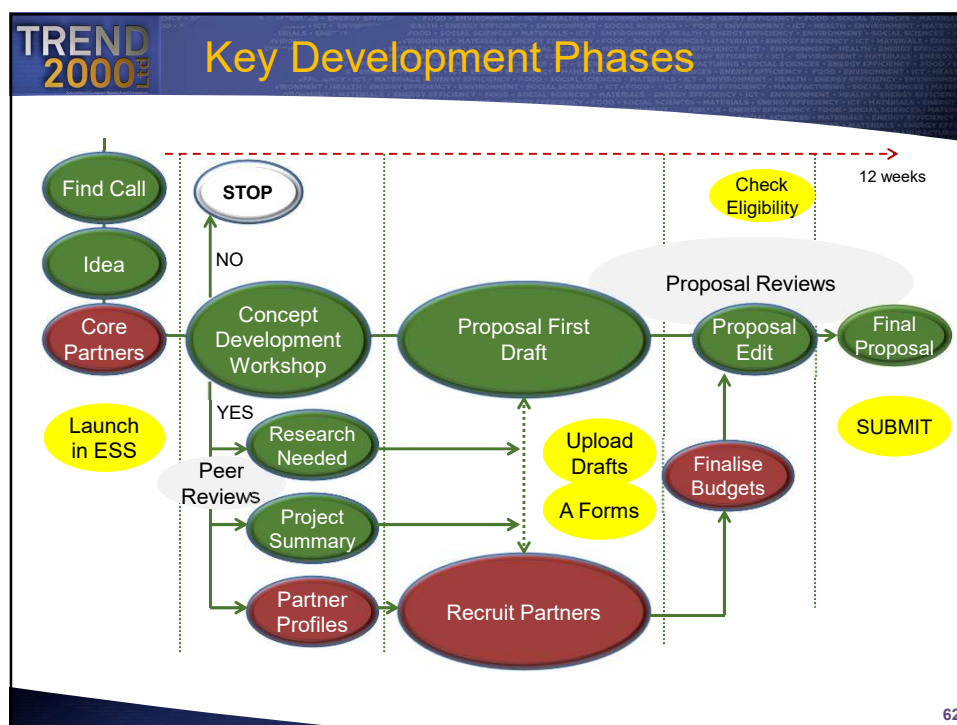 TREND
2000 Ltd
Key Development Phases
12 weeks
Find Call
STOP
Check
Eligibility
Idea
NO
Proposal Reviews
Core
Partners
Concept
Development
Workshop
Proposal First
Draft
Proposal
Edit
Final
Proposal
YES
Launch
in ESS
Research
Needed
Upload
Drafts
SUBMIT
Peer
Reviews
Finalise
Budgets
Project
Summary
A Forms
Partner
Profiles
Recruit Partners
62